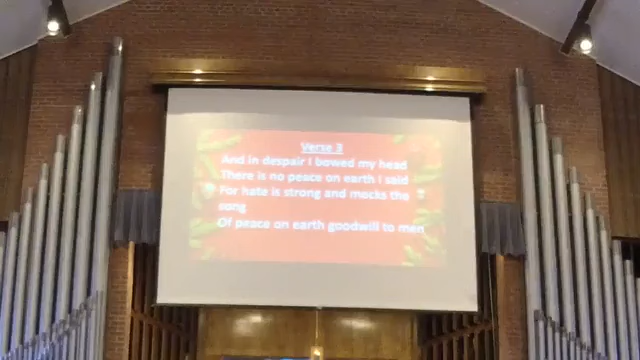 Verse 3
And in despair I bowed my head
There is no peace on earth I said
For hate is strong and mocks the
song
Of peace on earth goodwill to men